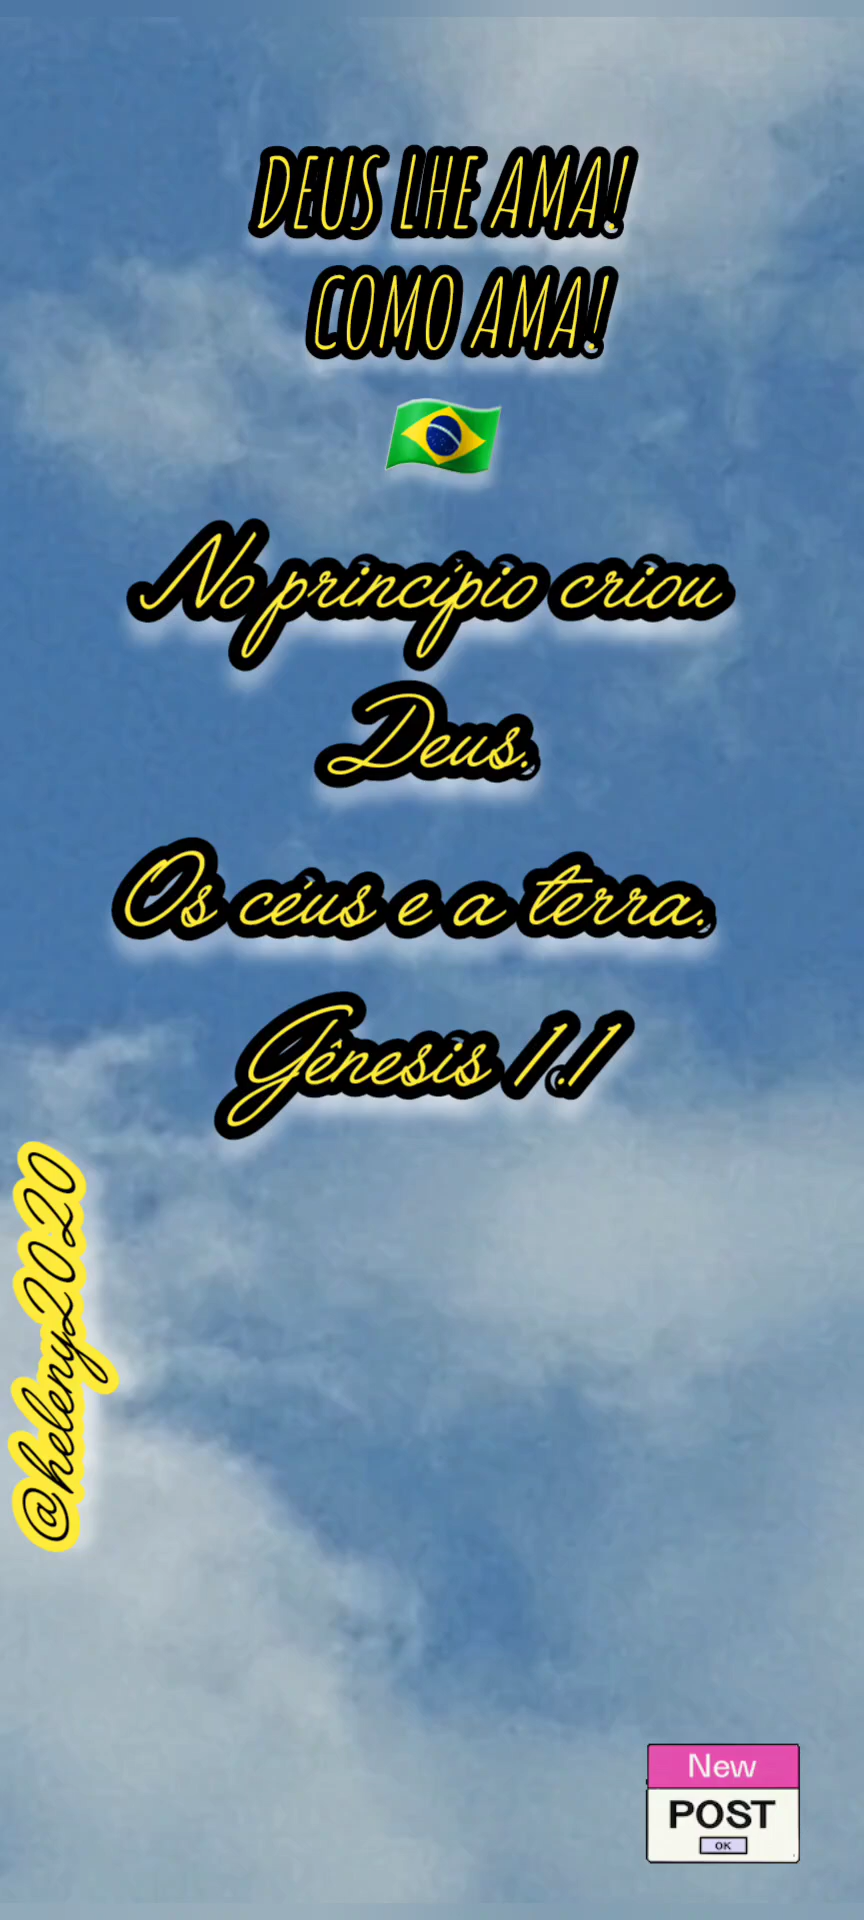 DEUS LHE AMA!
COMO AMA!
No princípio criou
Deus.
Os céus e a terra.
Gênesis 1.1
@heleny2020
New
POST
OK